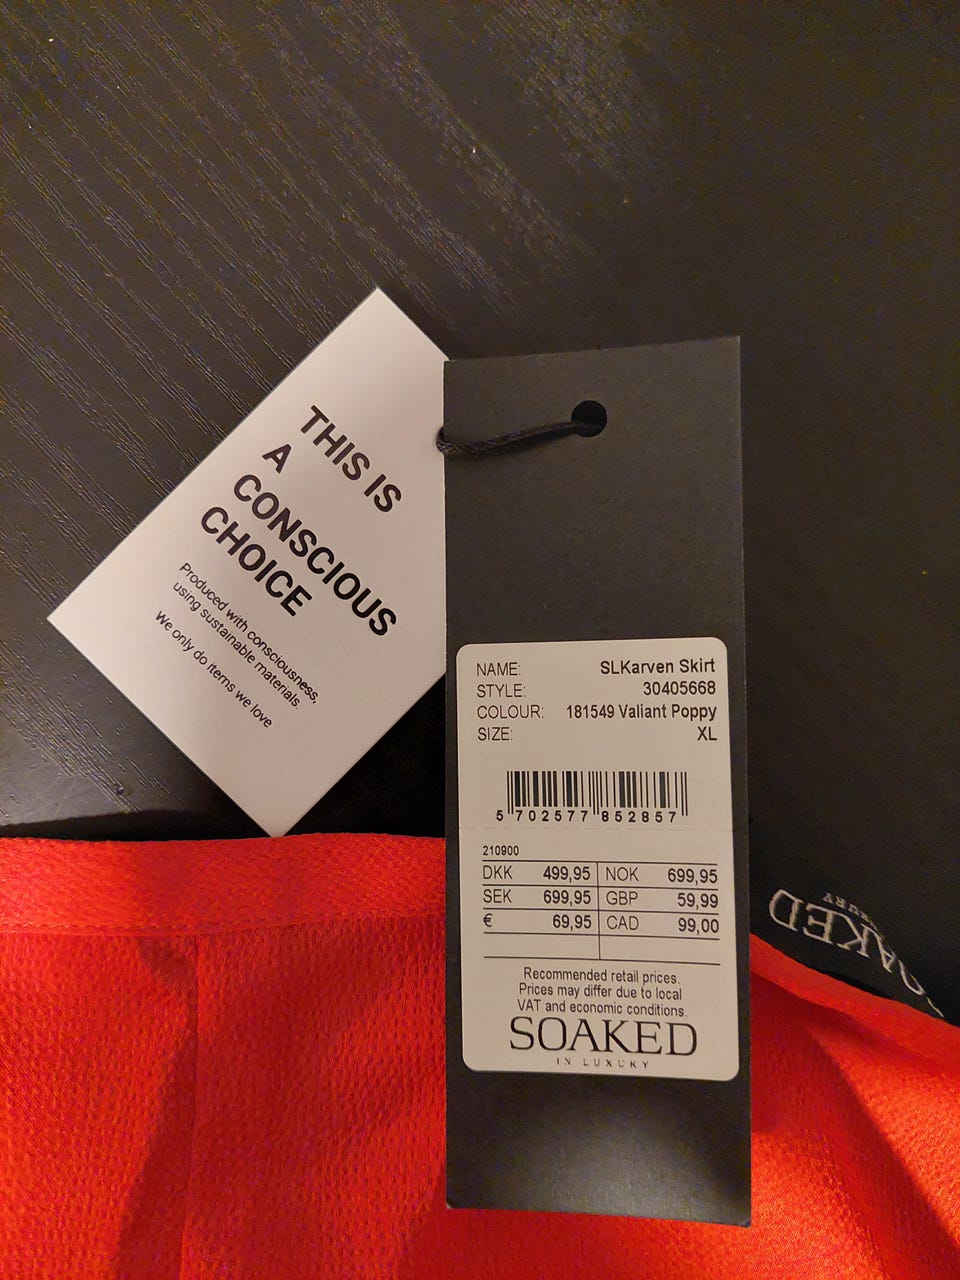 THIS IS
A
CONSCIOUS
CHOICE
Produced with consciousness,
using sustainable materials.
We only do items we love
NAME: SLKarven Skirt
STYLE: 30405668
COLOUR: 181549 Valiant Poppy
SIZE: XL
5 702577 852857
210900
DKK 499,95 NOK 699,95
SEK 699,95 GBP 59,99
€ 69,95 CAD 99,00
Recommended retail prices.
Prices may differ due to local
VAT and economic conditions.
SOAKED
IN LUXURY
SOAKED